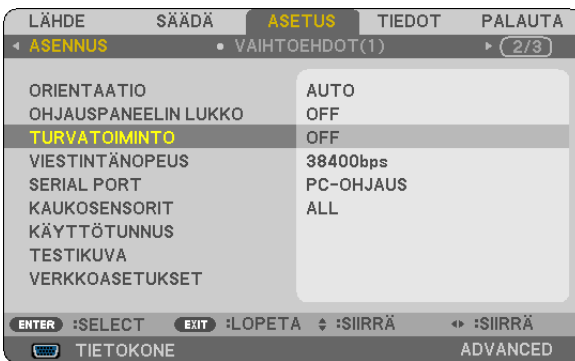 LÄHDE SÄÄDÄ ASETUS TIEDOT PALAUTA
◂ ASENNUS • VAIHTOEHDOT(1) ▸ 2/3
ORIENTAATIO AUTO
OHJAUSPANEELIN LUKKO OFF
TURVATOIMINTO OFF
VIESTINTÄNOPEUS 38400bps
SERIAL PORT PC-OHJAUS
KAUKOSENSORIT ALL
KÄYTTÖTUNNUS
TESTIKUVA
VERKKOASETUKSET
ENTER :SELECT EXIT :LOPETA :SIIRRÄ :SIIRRÄ
TIETOKONE ADVANCED